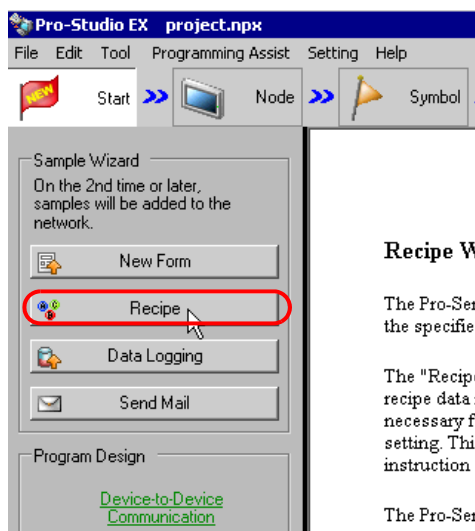 Pro-Studio EX project.npx
File Edit Tool Programming Assist Setting Help
NEW Start Node Symbol
Sample Wizard
On the 2nd time or later,
samples will be added to the
network.
New Form
Recipe
Data Logging
Send Mail
Program Design
Device-to-Device
Communication
Recipe W
The Pro-Ser
the specifie
The "Recip
recipe data
necessary f
setting. Thi
instruction
The Pro-Ser